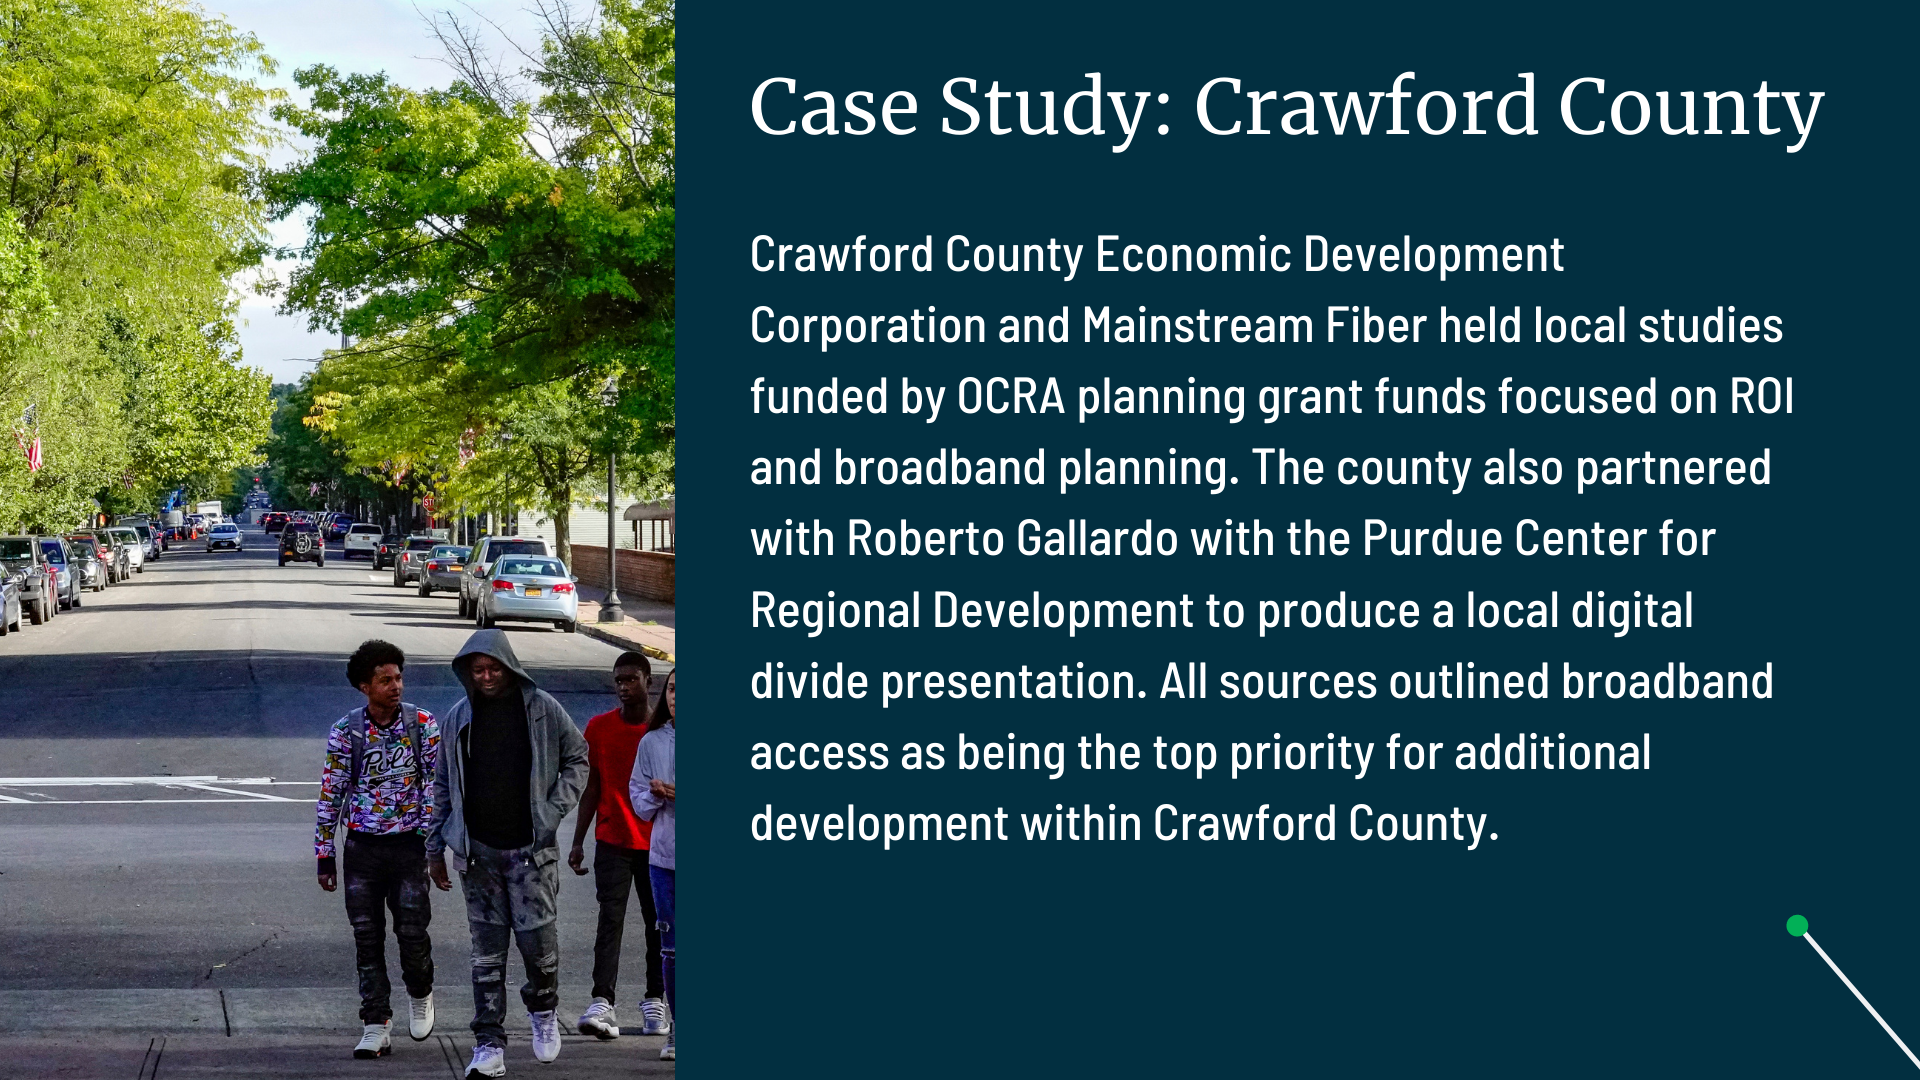 Case Study: Crawford County
Crawford County Economic Development
Corporation and Mainstream Fiber held local studies
funded by OCRA planning grant funds focused on ROI
and broadband planning. The county also partnered
with Roberto Gallardo with the Purdue Center for
Regional Development to produce a local digital
divide presentation. All sources outlined broadband
access as being the top priority for additional
development within Crawford County.